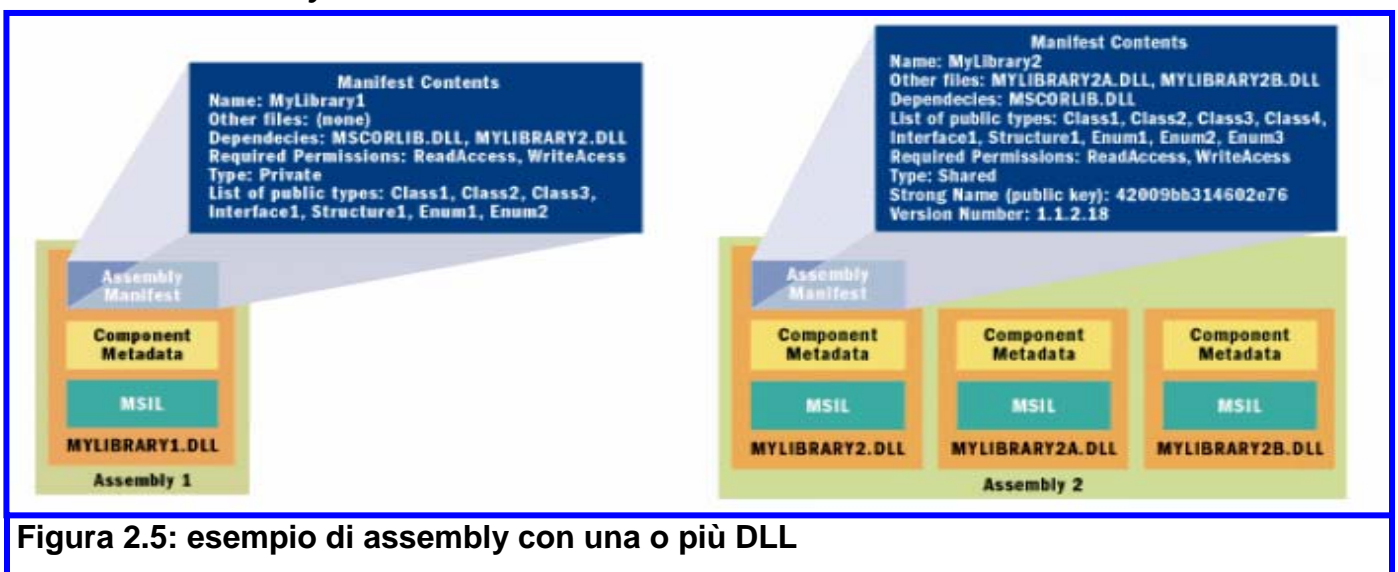 Manifest Contents
Name: MyLibrary1
Other files: (none)
Dependecies: MSCORLIB.DLL, MYLIBRARY2.DLL
Required Permissions: ReadAccess, WriteAcess
Type: Private
List of public types: Class1, Class2, Class3,
Interface1, Structure1, Enum1, Enum2
Assembly
Manifest
Component
Metadata
MSIL
MYLIBRARY1.DLL
Assembly 1
Manifest Contents
Name: MyLibrary2
Other files: MYLIBRARY2A.DLL, MYLIBRARY2B.DLL
Dependecies: MSCORLIB.DLL
List of public types: Class1, Class2, Class3, Class4,
Interface1, Structure1, Enum1, Enum2, Enum3
Required Permissions: ReadAccess, WriteAcess
Type: Shared
Strong Name (public key): 42009bb314602e76
Version Number: 1.1.2.18
Assembly
Manifest
Component
Metadata
MSIL
MYLIBRARY2.DLL
Component
Metadata
MSIL
MYLIBRARY2A.DLL
Component
Metadata
MSIL
MYLIBRARY2B.DLL
Assembly 2
Figura 2.5: esempio di assembly con una o più DLL